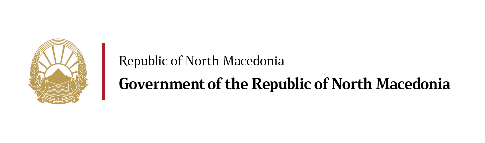 Republic of North Macedonia
Government of the Republic of North Macedonia